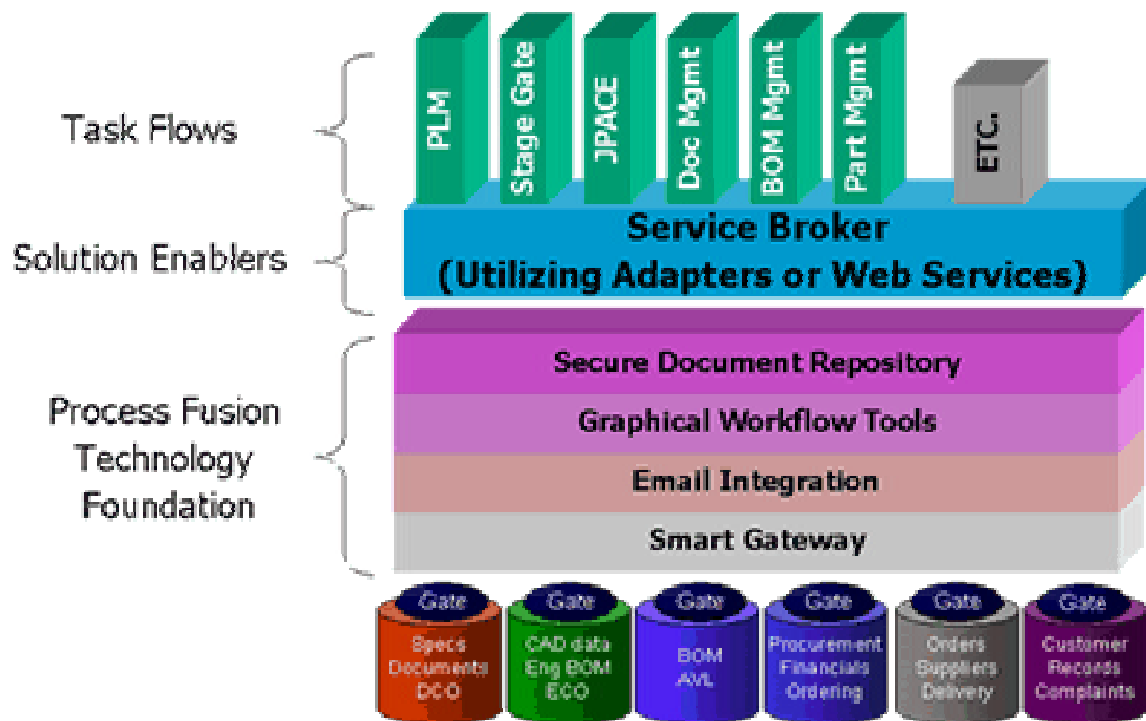 PLM
Stage Gate
JPACE
Doc Mgmt
BOM Mgmt
Part Mgmt
ETC.
Task Flows
Service Broker
(Utilizing Adapters or Web Services)
Solution Enablers
Secure Document Repository
Graphical Workflow Tools
Email Integration
Smart Gateway
Process Fusion
Technology
Foundation
Gate
Specs
Documents
DCO
Gate
CAD data
Eng BOM
ECO
Gate
BOM
AVL
Gate
Procurement
Financials
Ordering
Gate
Orders
Suppliers
Delivery
Gate
Customer
Records
Complaints